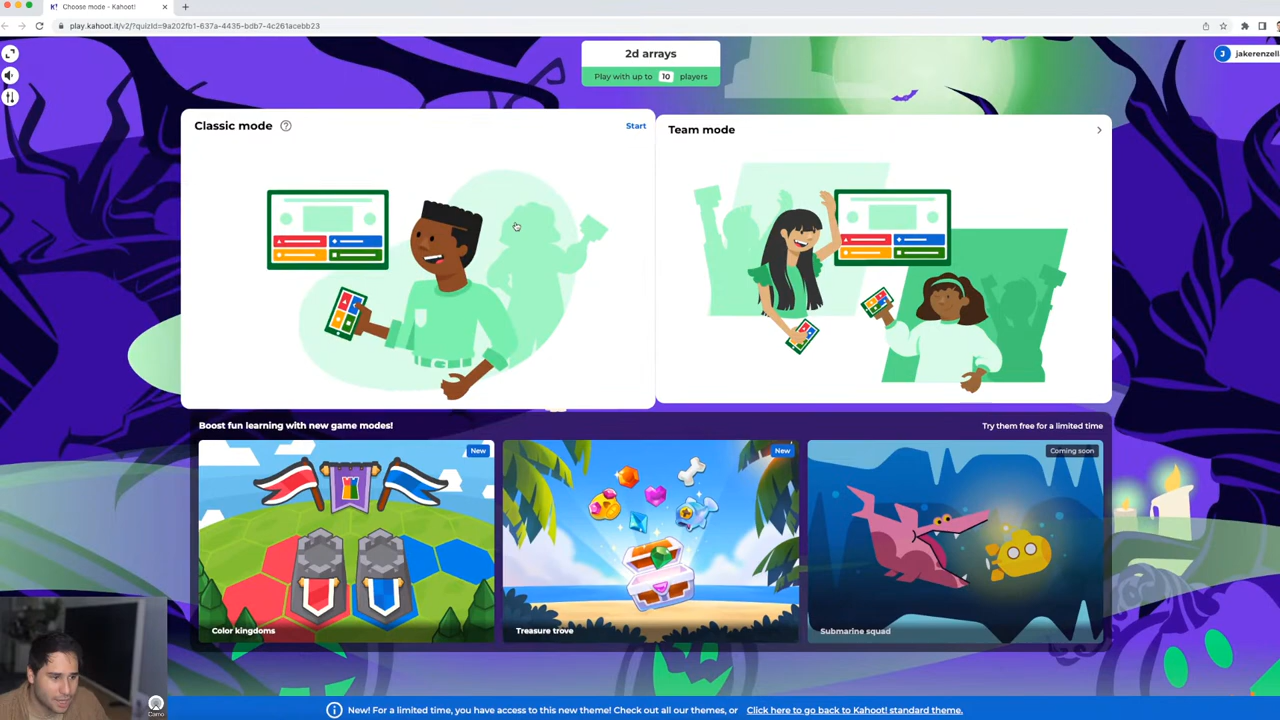 Choose mode - Kahoot!
play.kahoot.it/v2/?quizId=9a202fb1-637a-4435-bdb7-4c261acebb23
2d arrays
Play with up to 10 players
J jakerenzell
Classic mode ?
Start
Team mode
Boost fun learning with new game modes!
Try them free for a limited time
New
New
Coming soon
Color kingdoms
Treasure trove
Submarine squad
Camo
New! For a limited time, you have access to this new theme! Check out all our themes, or Click here to go back to Kahoot! standard theme.